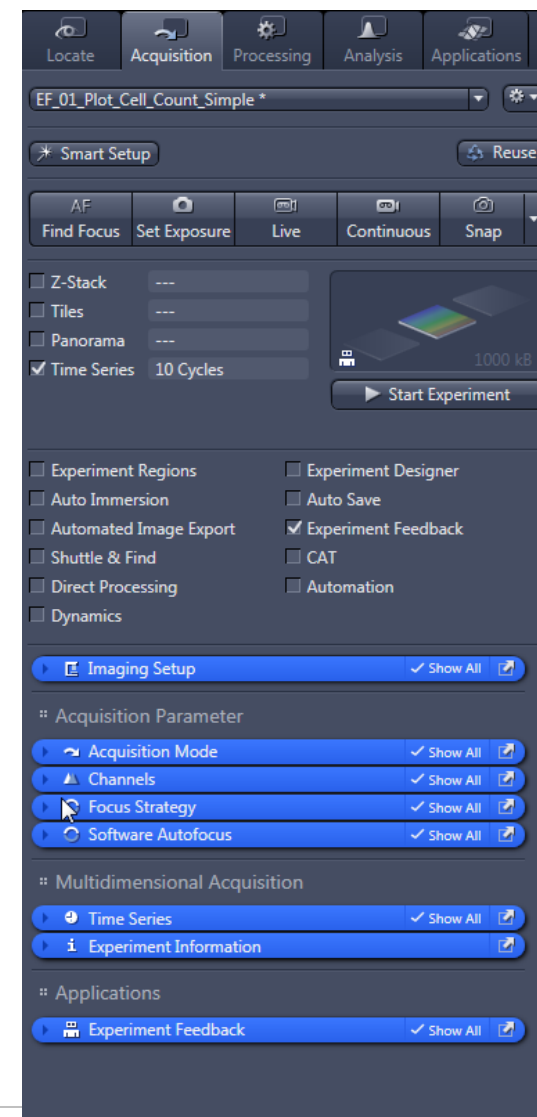 Locate Acquisition Processing Analysis Applications
EF_01_Plot_Cell_Count_Simple *
Smart Setup Reuse
AF
Find Focus Set Exposure Live Continuous Snap
Z-Stack ---
Tiles ---
Panorama ---
1000 kB
Time Series 10 Cycles
Start Experiment
Experiment Regions Experiment Designer
Auto Immersion Auto Save
Automated Image Export Experiment Feedback
Shuttle & Find CAT
Direct Processing Automation
Dynamics
Imaging Setup Show All
Acquisition Parameter
Acquisition Mode Show All
Channels Show All
Focus Strategy Show All
Software Autofocus Show All
Multidimensional Acquisition
Time Series Show All
Experiment Information
Applications
Experiment Feedback Show All